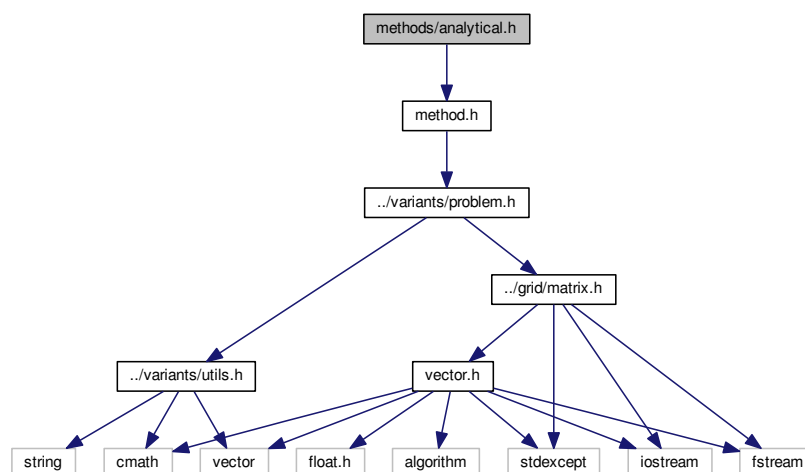 methods/analytical.h
method.h
../variants/problem.h
../grid/matrix.h
../variants/utils.h
vector.h
string
cmath
vector
float.h
algorithm
stdexcept
iostream
fstream